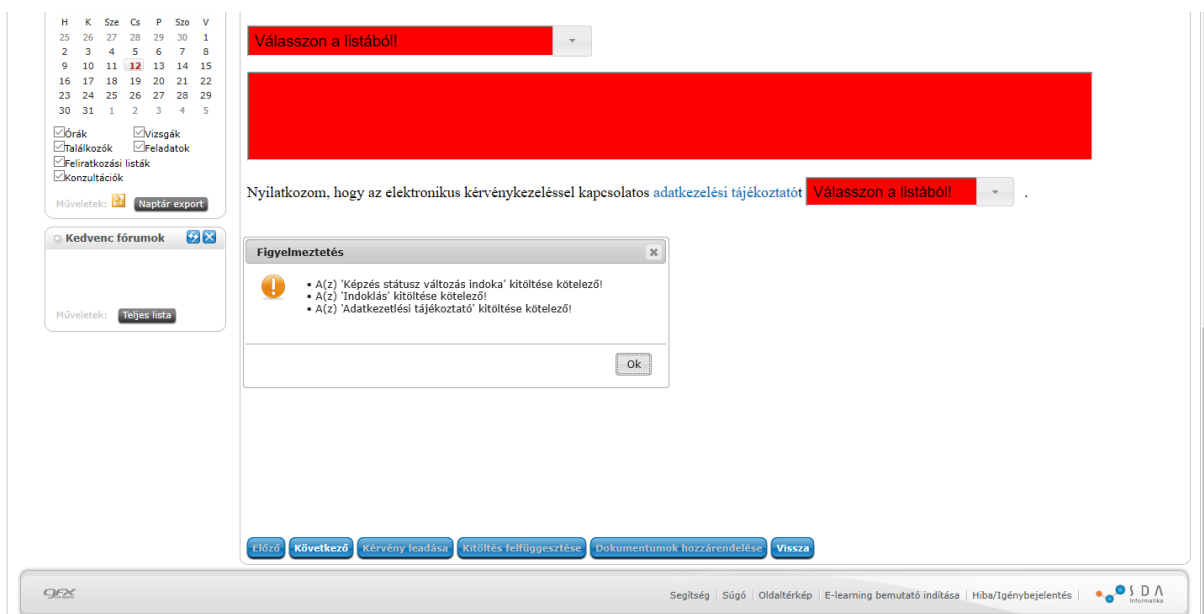 H K Sze Cs P Szo V
25 26 27 28 29 30 1
2 3 4 5 6 7 8
9 10 11 12 13 14 15
16 17 18 19 20 21 22
23 24 25 26 27 28 29
30 31 1 2 3 4 5
Órák Vizsgák
Találkozók Feladatok
Feliratkozási listák
Konzultációk
Műveletek: Naptár export
Kedvenc fórumok
Műveletek: Teljes lista
Válasszon a listából!
Nyilatkozom, hogy az elektronikus kérvénykezeléssel kapcsolatos adatkezelési tájékoztatót Válasszon a listából! .
Figyelmeztetés
• A(z) 'Képzés státusz változás indoka' kitöltése kötelező!
• A(z) 'Indoklás' kitöltése kötelező!
• A(z) 'Adatkezetlési tájékoztató' kitöltése kötelező!
Ok
Előző Következő Kérvény leadása Kitöltés felfüggesztése Dokumentumok hozzárendelése Vissza
Segítség | Súgó | Oldaltérkép | E-learning bemutató indítása | Hiba/Igénybejelentés |
SDA
Informatika